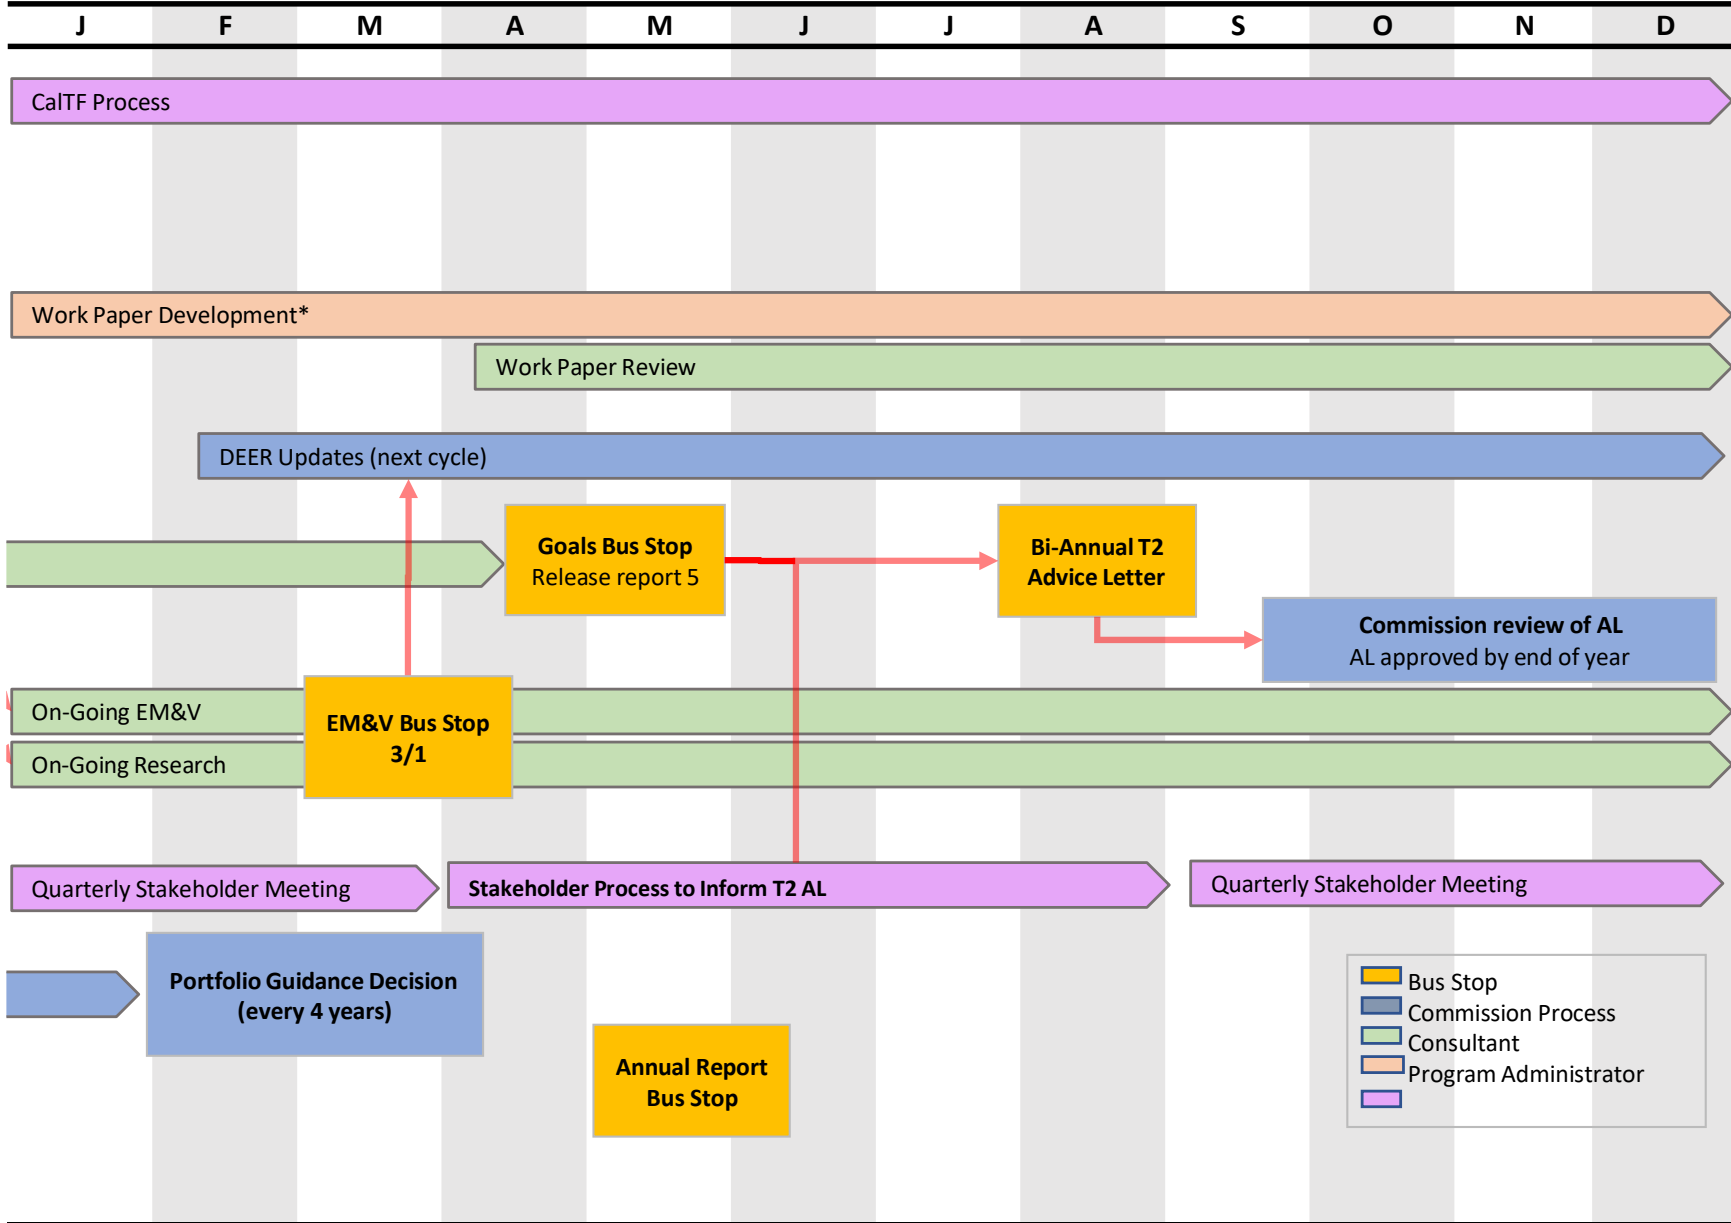 J F M A M J J A S O N D
CalTF Process
Work Paper Development*
Work Paper Review
DEER Updates (next cycle)
Goals Bus Stop
Release report 5
Bi-Annual T2
Advice Letter
Commission review of AL
AL approved by end of year
On-Going EM&V
EM&V Bus Stop
3/1
On-Going Research
Quarterly Stakeholder Meeting
Stakeholder Process to Inform T2 AL
Quarterly Stakeholder Meeting
Portfolio Guidance Decision
(every 4 years)
Annual Report
Bus Stop
Bus Stop
Commission Process
Consultant
Program Administrator